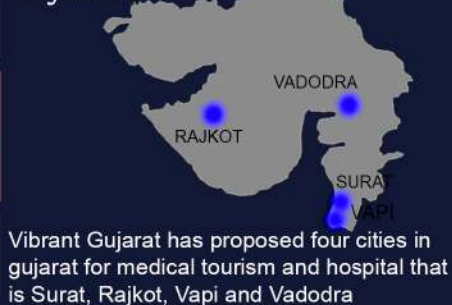 VADODRA
RAJKOT
SURAT
VAPI
Vibrant Gujarat has proposed four cities in
gujarat for medical tourism and hospital that
is Surat, Rajkot, Vapi and Vadodra